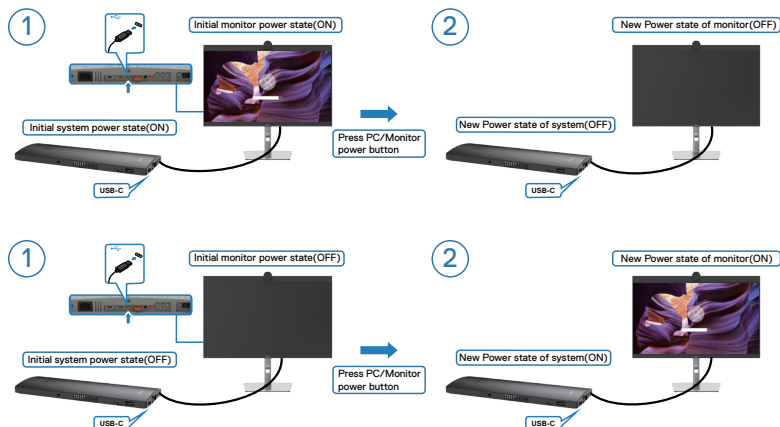 1
Initial monitor power state(ON)
2
New Power state of monitor(OFF)
Initial system power state(ON)
Press PC/Monitor
power button
New Power state of system(OFF)
USB-C
USB-C
1
Initial monitor power state(OFF)
2
New Power state of monitor(ON)
Initial system power state(OFF)
Press PC/Monitor
power button
New Power state of system(ON)
USB-C
USB-C